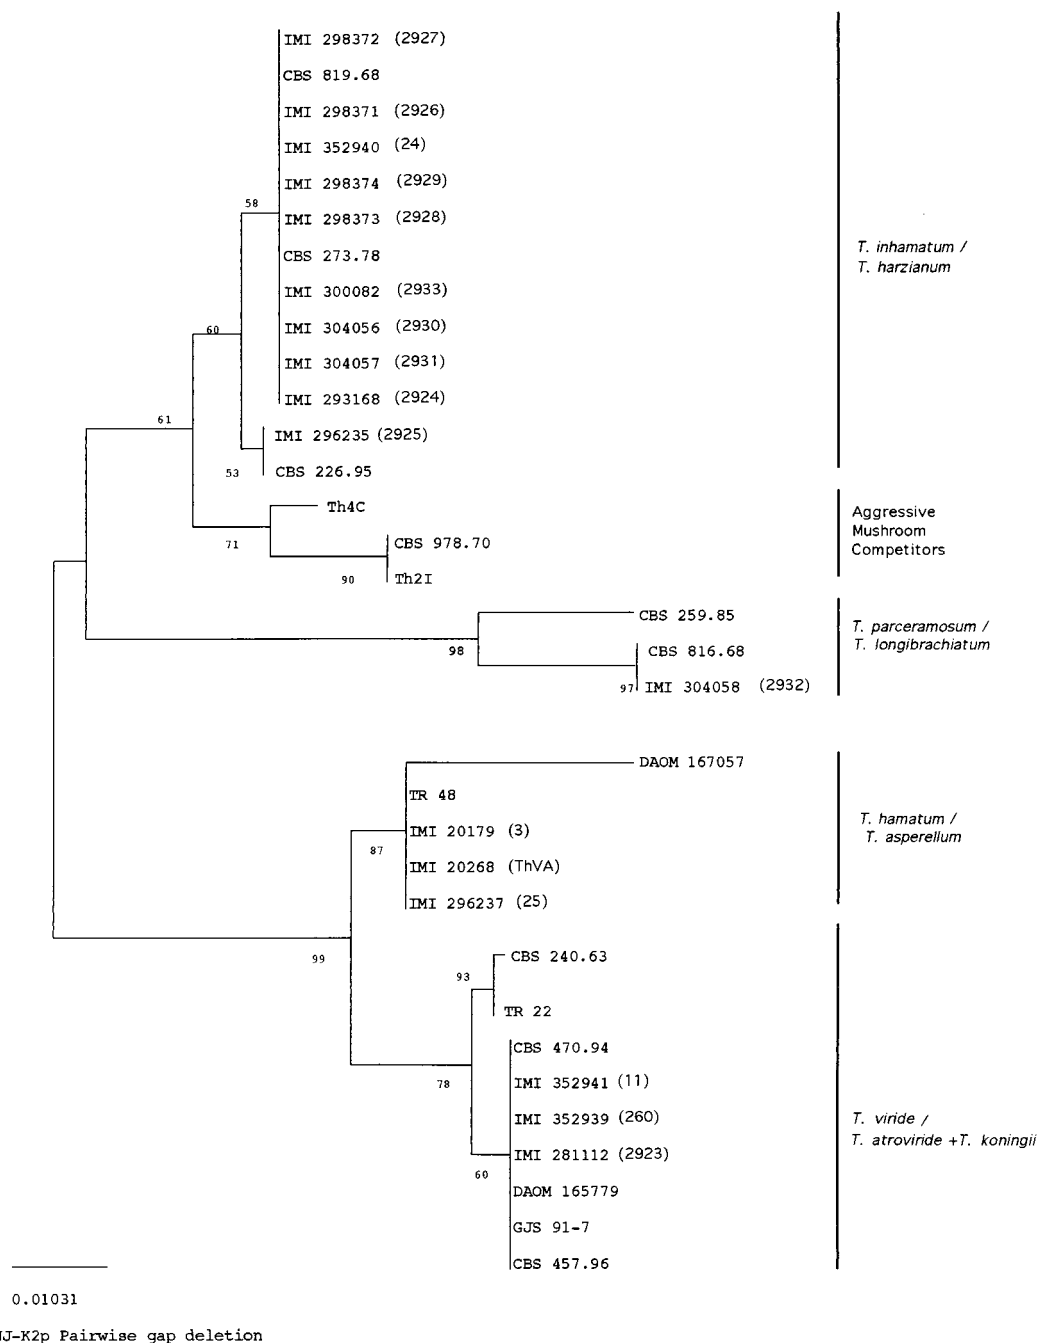 IMI 298372 (2927)
CBS 819.68
IMI 298371 (2926)
IMI 352940 (24)
IMI 298374 (2929)
58
IMI 298373 (2928)
T. inhamatum /
T. harzianum
CBS 273.78
IMI 300082 (2933)
IMI 304056 (2930)
60
IMI 304057 (2931)
IMI 293168 (2924)
61
IMI 296235 (2925)
53
CBS 226.95
Th4C
Aggressive
Mushroom
Competitors
71
CBS 978.70
90
Th2I
CBS 259.85
T. parceramosum /
T. longibrachiatum
98
CBS 816.68
97
IMI 304058 (2932)
DAOM 167057
TR 48
T. hamatum /
T. asperellum
IMI 20179 (3)
87
IMI 20268 (ThVA)
IMI 296237 (25)
99
CBS 240.63
93
TR 22
CBS 470.94
78
IMI 352941 (11)
IMI 352939 (260)
T. viride /
T. atroviride +T. koningii
IMI 281112 (2923)
60
DAOM 165779
GJS 91-7
CBS 457.96
0.01031
NJ-K2p Pairwise gap deletion